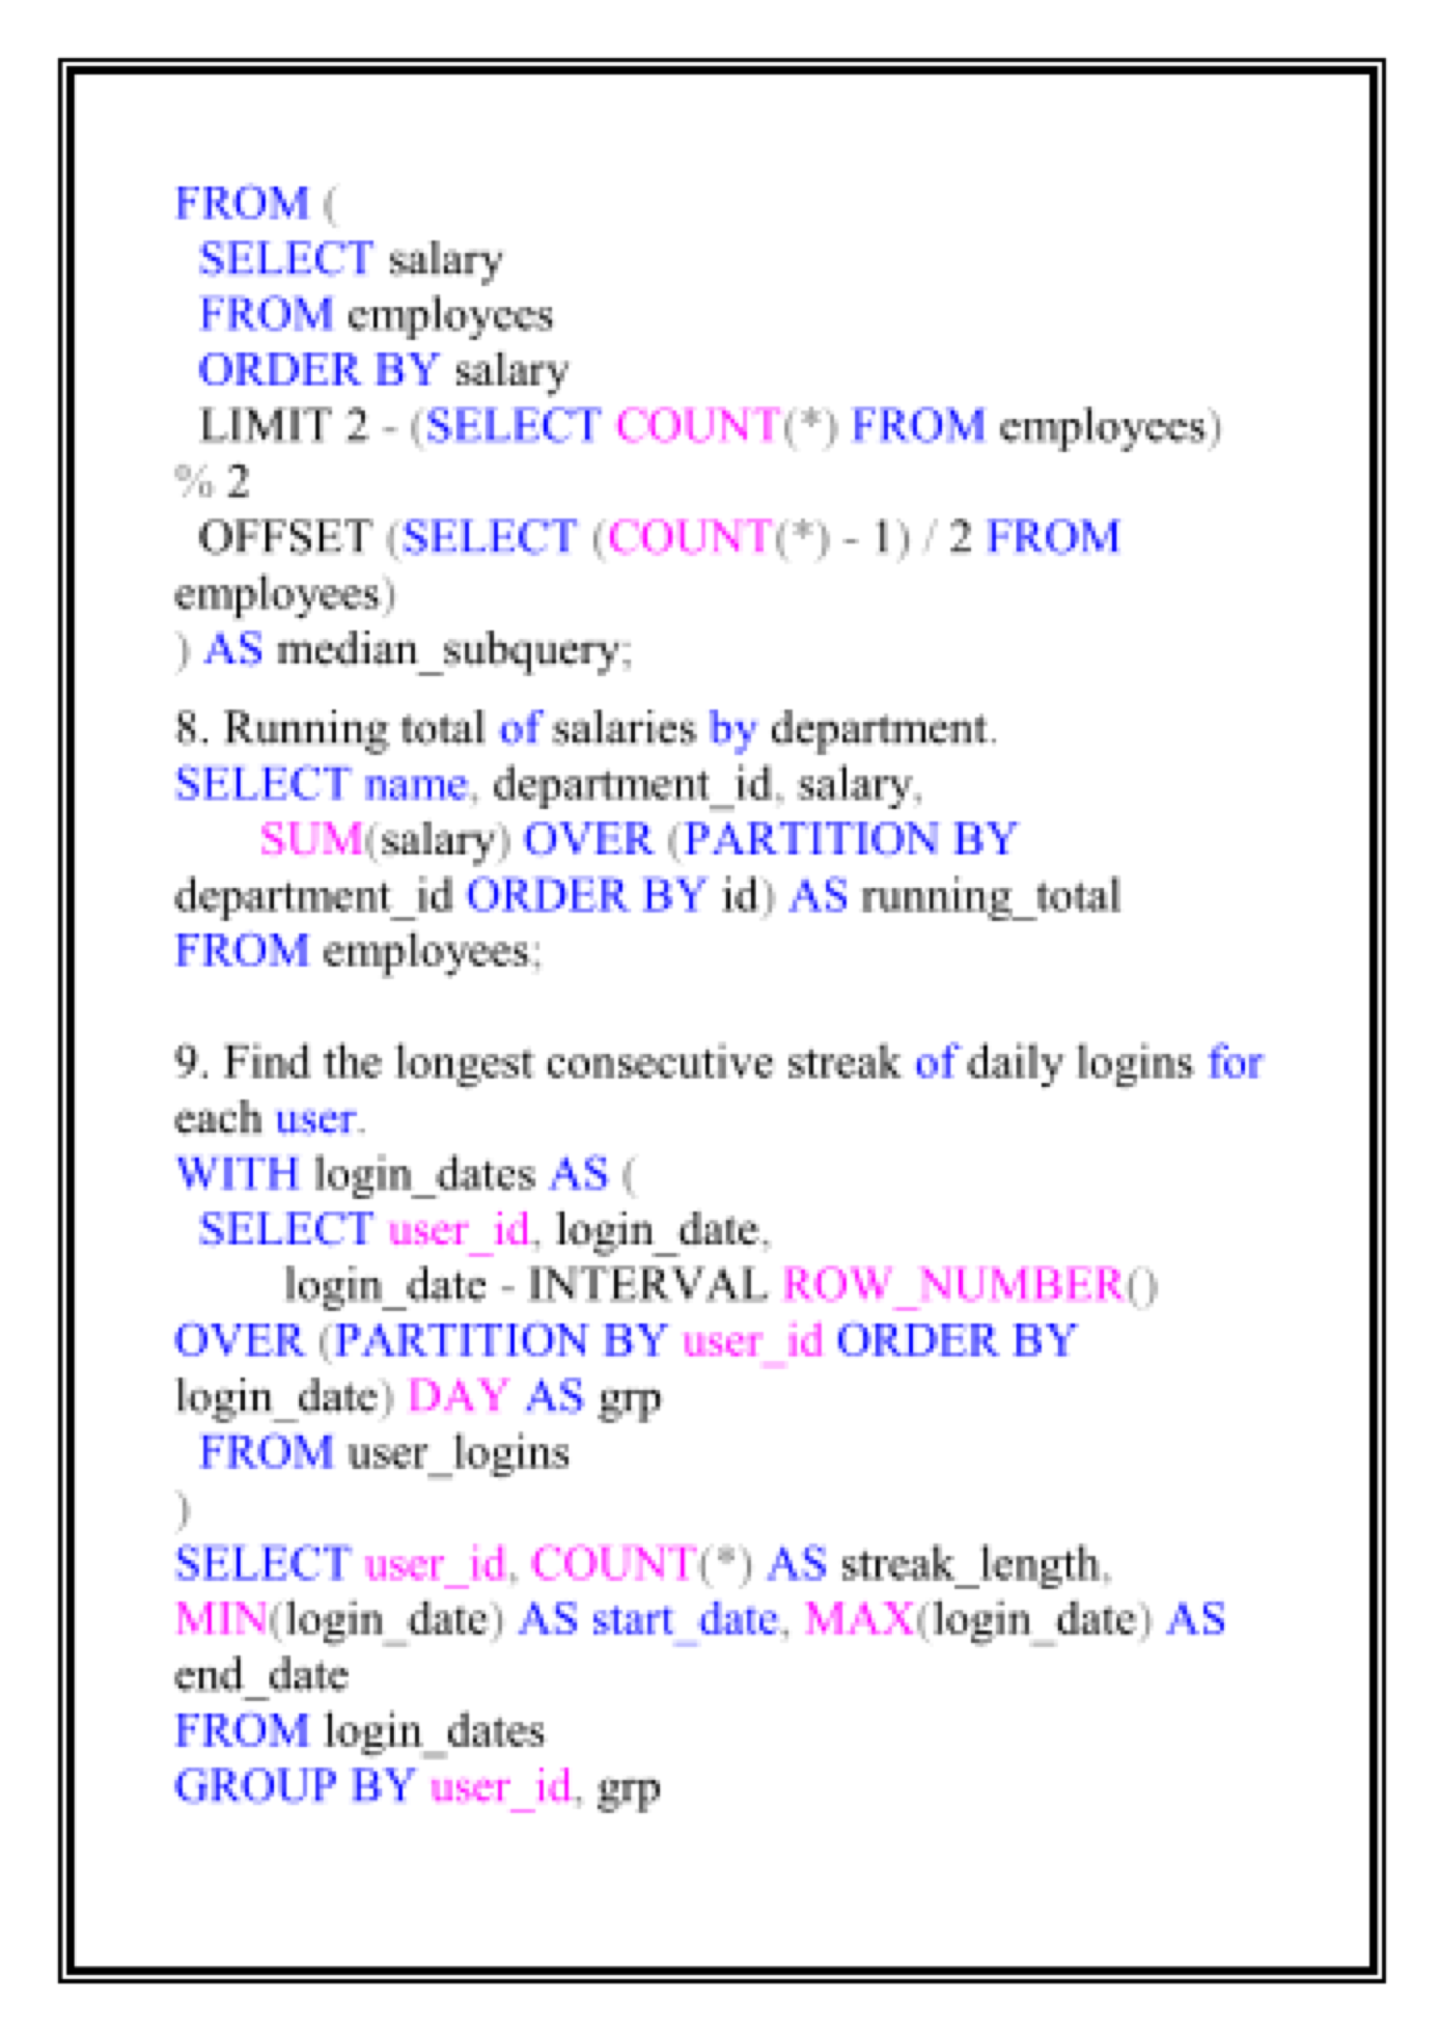 FROM (
SELECT salary
FROM employees
ORDER BY salary
LIMIT 2 - (SELECT COUNT(*) FROM employees)
% 2
OFFSET (SELECT (COUNT(*) - 1) / 2 FROM
employees)
) AS median_subquery;
8. Running total of salaries by department.
SELECT name, department_id, salary,
SUM(salary) OVER (PARTITION BY
department_id ORDER BY id) AS running_total
FROM employees;
9. Find the longest consecutive streak of daily logins for
each user.
WITH login_dates AS (
SELECT user_id, login_date,
login_date - INTERVAL ROW_NUMBER()
OVER (PARTITION BY user_id ORDER BY
login_date) DAY AS grp
FROM user_logins
)
SELECT user_id, COUNT(*) AS streak_length,
MIN(login_date) AS start_date, MAX(login_date) AS
end_date
FROM login_dates
GROUP BY user_id, grp